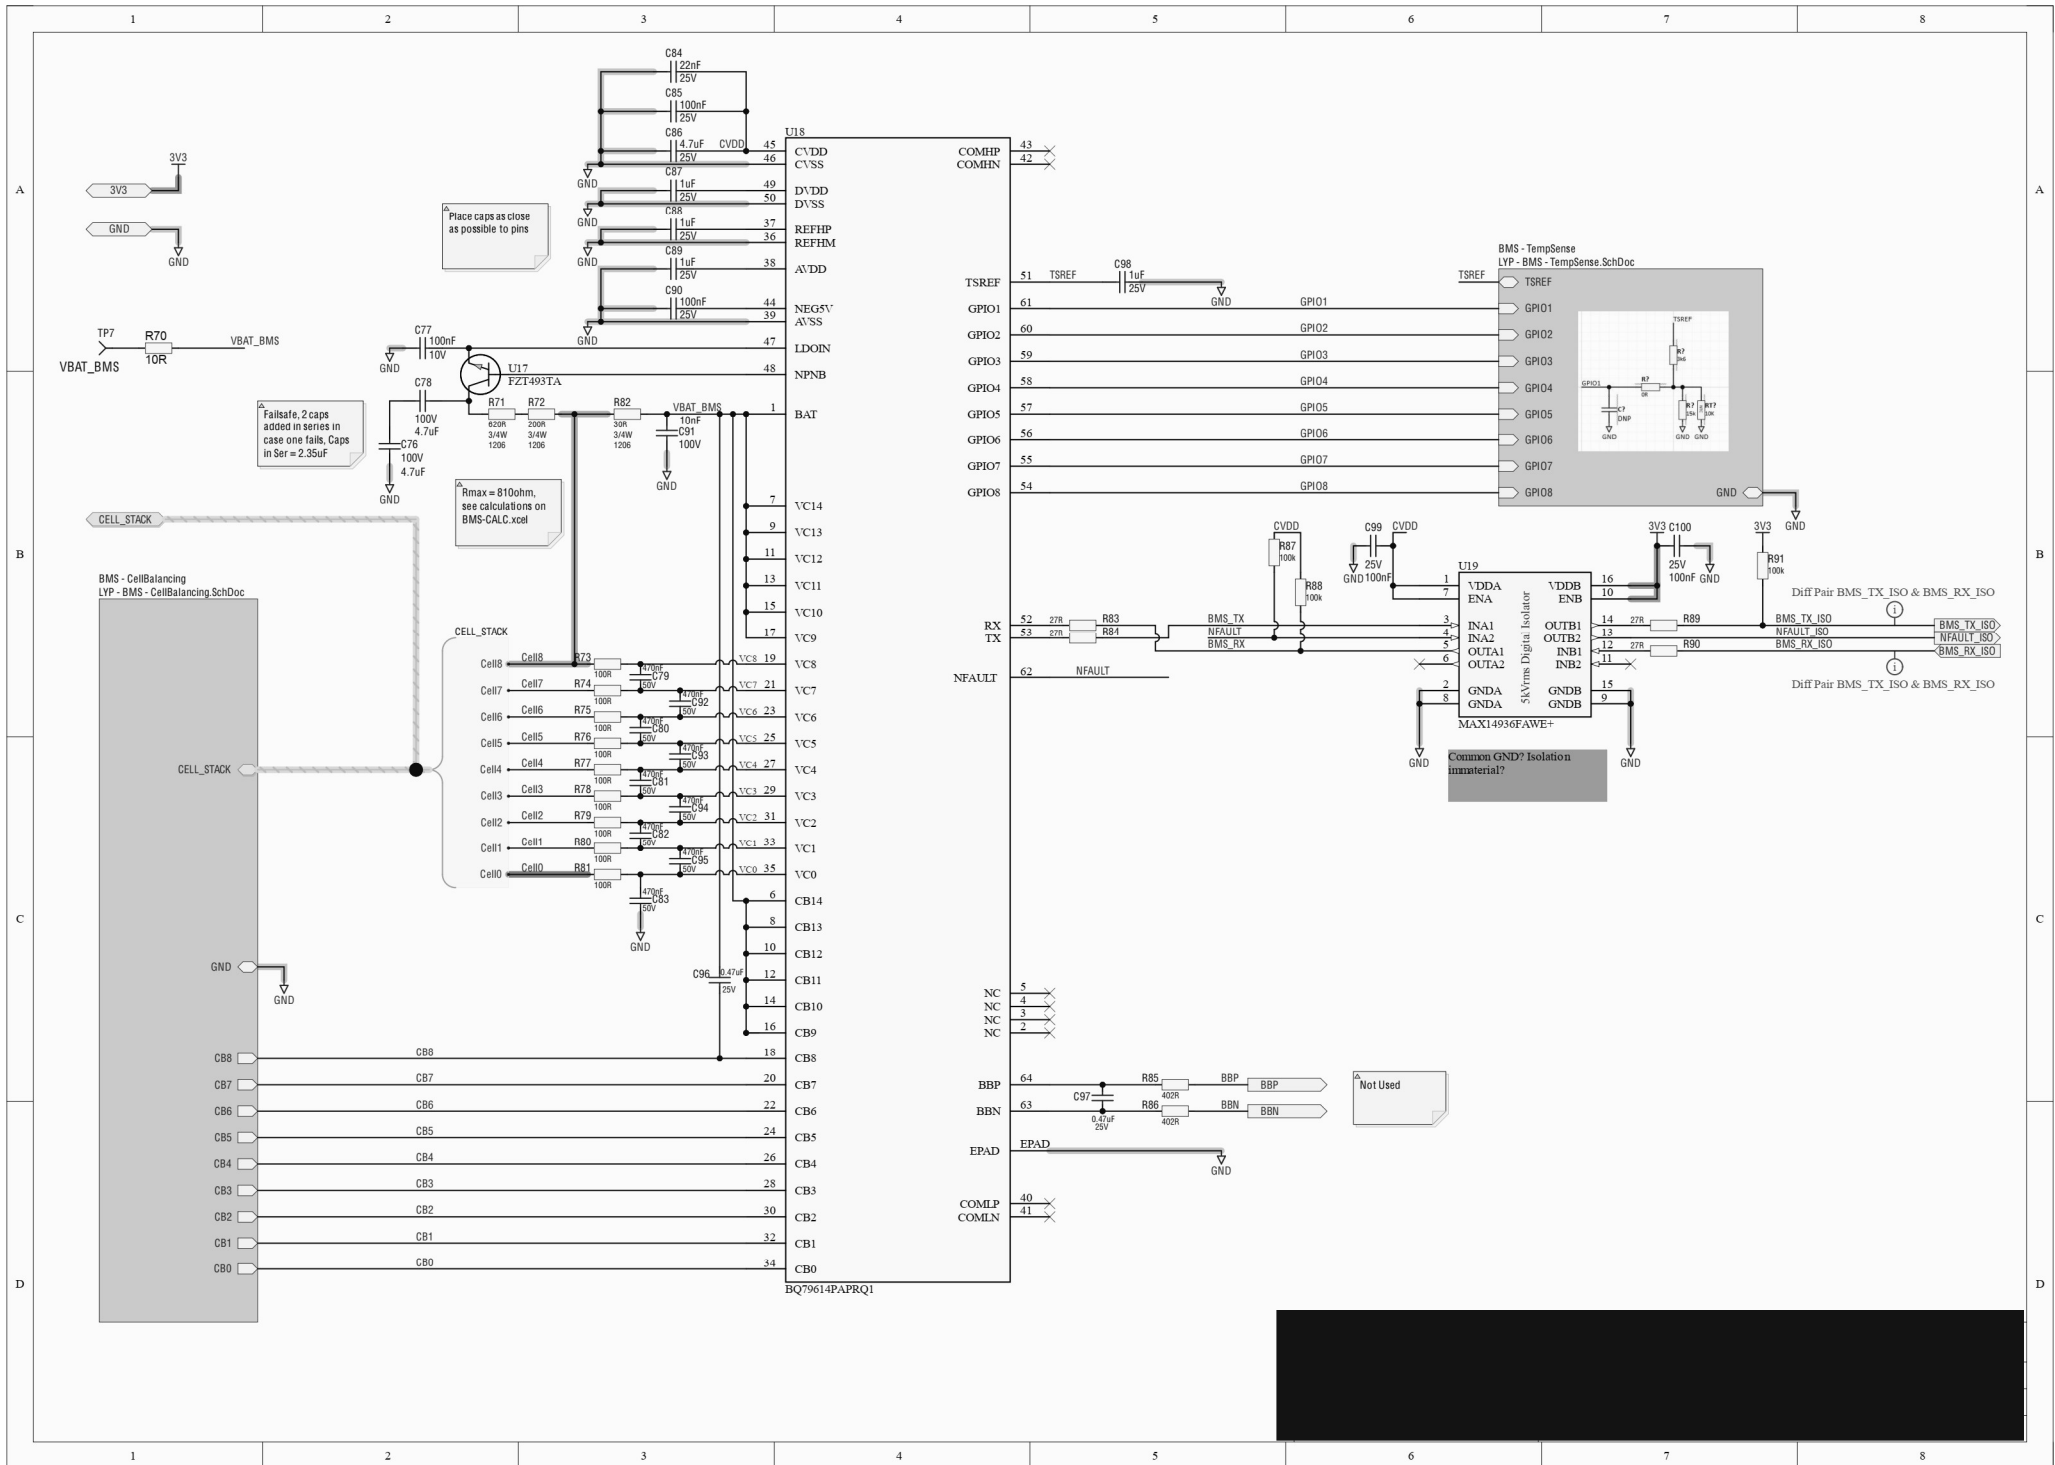 1 2 3 4 5 6 7 8
A
B
C
D
A
B
C
D
3V3
3V3
GND
GND
Place caps as close
as possible to pins
C84
22nF
25V
C85
100nF
25V
C86
4.7uF
25V
CVDD
GND
C87
1uF
25V
GND
C88
1uF
25V
GND
C89
1uF
25V
C90
100nF
25V
GND
TP7
VBAT_BMS
R70
10R
VBAT_BMS
C77
100nF
10V
GND
U17
FZT493TA
C78
100V
4.7uF
C76
100V
4.7uF
GND
Failsafe, 2 caps
added in series in
case one fails, Caps
in Ser = 2.35uF
R71
620R
3/4W
1206
R72
200R
3/4W
1206
R82
30R
3/4W
1206
VBAT_BMS
10nF
C91
100V
GND
Rmax = 810ohm,
see calculations on
BMS-CALC.xcel
CELL_STACK
BMS - CellBalancing
LYP - BMS - CellBalancing.SchDoc
CELL_STACK
GND
GND
CB8
CB7
CB6
CB5
CB4
CB3
CB2
CB1
CB0
CB8
CB7
CB6
CB5
CB4
CB3
CB2
CB1
CB0
CELL_STACK
Cell8 Cell8 R73 100R 470nF C79 50V VC8
Cell7 Cell7 R74 100R 470nF C92 50V VC7
Cell6 Cell6 R75 100R 470nF C80 50V VC6
Cell5 Cell5 R76 100R 470nF C93 50V VC5
Cell4 Cell4 R77 100R 470nF C81 50V VC4
Cell3 Cell3 R78 100R 470nF C94 50V VC3
Cell2 Cell2 R79 100R 470nF C82 50V VC2
Cell1 Cell1 R80 100R 470nF C95 50V VC1
Cell0 Cell0 R81 100R 470nF C83 50V VC0
GND
C96
0.47uF
25V
U18
45 CVDD
46 CVSS
49 DVDD
50 DVSS
37 REFHP
36 REFHM
38 AVDD
44 NEG5V
39 AVSS
47 LDOIN
48 NPNB
1 BAT
7 VC14
9 VC13
11 VC12
13 VC11
15 VC10
17 VC9
19 VC8
21 VC7
23 VC6
25 VC5
27 VC4
29 VC3
31 VC2
33 VC1
35 VC0
6 CB14
8 CB13
10 CB12
12 CB11
14 CB10
16 CB9
18 CB8
20 CB7
22 CB6
24 CB5
26 CB4
28 CB3
30 CB2
32 CB1
34 CB0
BQ79614PAPRQ1
COMHP 43
COMHN 42
TSREF 51 TSREF
C98
1uF
25V
GND
GPIO1 61 GPIO1
GPIO2 60 GPIO2
GPIO3 59 GPIO3
GPIO4 58 GPIO4
GPIO5 57 GPIO5
GPIO6 56 GPIO6
GPIO7 55 GPIO7
GPIO8 54 GPIO8
RX 52 27R R83 BMS_TX
TX 53 27R R84 NFAULT
BMS_RX
NFAULT 62 NFAULT
NC 5
NC 4
NC 3
NC 2
BBP 64 R85 402R BBP BBP
BBN 63 R86 402R BBN BBN
C97
0.47uF
25V
Not Used
EPAD EPAD
GND
COMLP 40
COMLN 41
BMS - TempSense
LYP - BMS - TempSense.SchDoc
TSREF TSREF
GPIO1
GPIO2
GPIO3
GPIO4
GPIO5
GPIO6
GPIO7
GPIO8
GND
GND
TSREF
R?
GPIO1
R?
0R
C?
DNP
R?
15k
RT?
10K
GND
GND GND
CVDD
R87
100k
R88
100k
C99
25V
100nF
CVDD
GND
3V3
C100
25V
100nF
GND
3V3
R91
100k
U19
1 VDDA VDDB 16
7 ENA ENB 10
3 INA1 OUTB1 14
4 INA2 OUTB2 13
5 OUTA1 INB1 12
6 OUTA2 INB2 11
2 GNDA GNDB 15
8 GNDA GNDB 9
5kVrms Digital Isolator
MAX14936FAWE+
GND
GND
27R R89 BMS_TX_ISO BMS_TX_ISO
NFAULT_ISO NFAULT_ISO
27R R90 BMS_RX_ISO BMS_RX_ISO
Diff Pair BMS_TX_ISO & BMS_RX_ISO
i
i
Diff Pair BMS_TX_ISO & BMS_RX_ISO
Common GND? Isolation
immaterial?
1 2 3 4 5 6 7 8